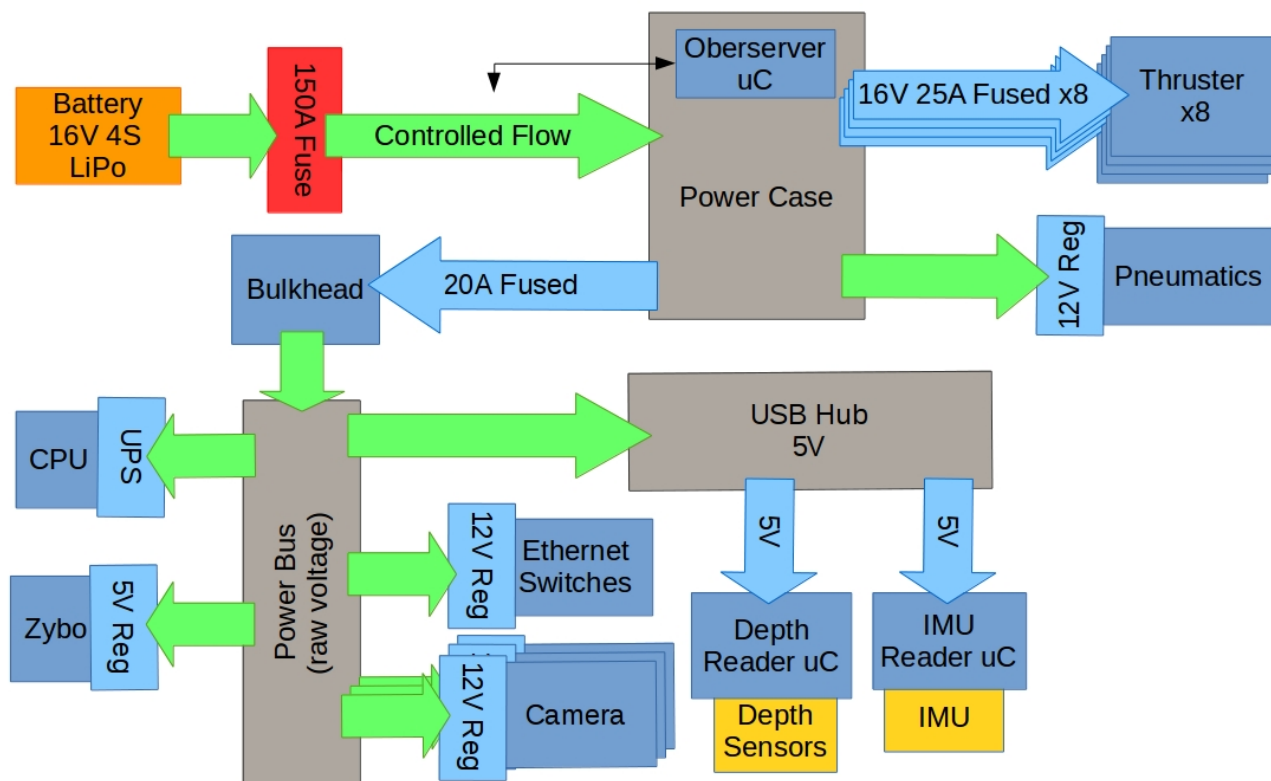 Battery
16V 4S
LiPo
150A Fuse
Controlled Flow
Oberserver
uC
Power Case
16V 25A Fused x8
Thruster
x8
12V Reg
Pneumatics
20A Fused
Bulkhead
CPU
UPS
USB Hub
5V
Power Bus
(raw voltage)
12V Reg
Ethernet
Switches
5V
5V
Zybo
5V Reg
12V Reg
Camera
Depth
Reader uC
Depth
Sensors
IMU
Reader uC
IMU